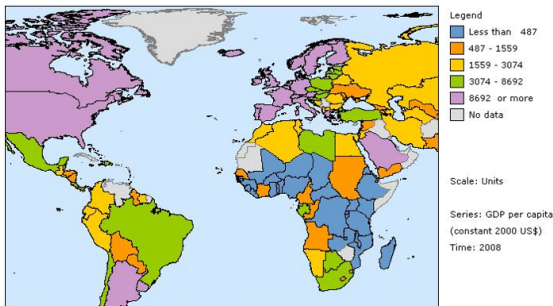 Legend
Less than 487
487 - 1559
1559 - 3074
3074 - 8692
8692 or more
No data
Scale: Units
Series: GDP per capita
(constant 2000 US$)
Time: 2008